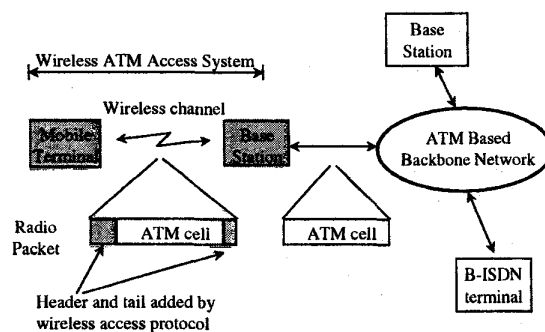 Wireless ATM Access System
Base
Station
Wireless channel
Mobile
Terminal
Base
Station
ATM Based
Backbone Network
Radio
Packet
ATM cell
ATM cell
Header and tail added by
wireless access protocol
B-ISDN
terminal